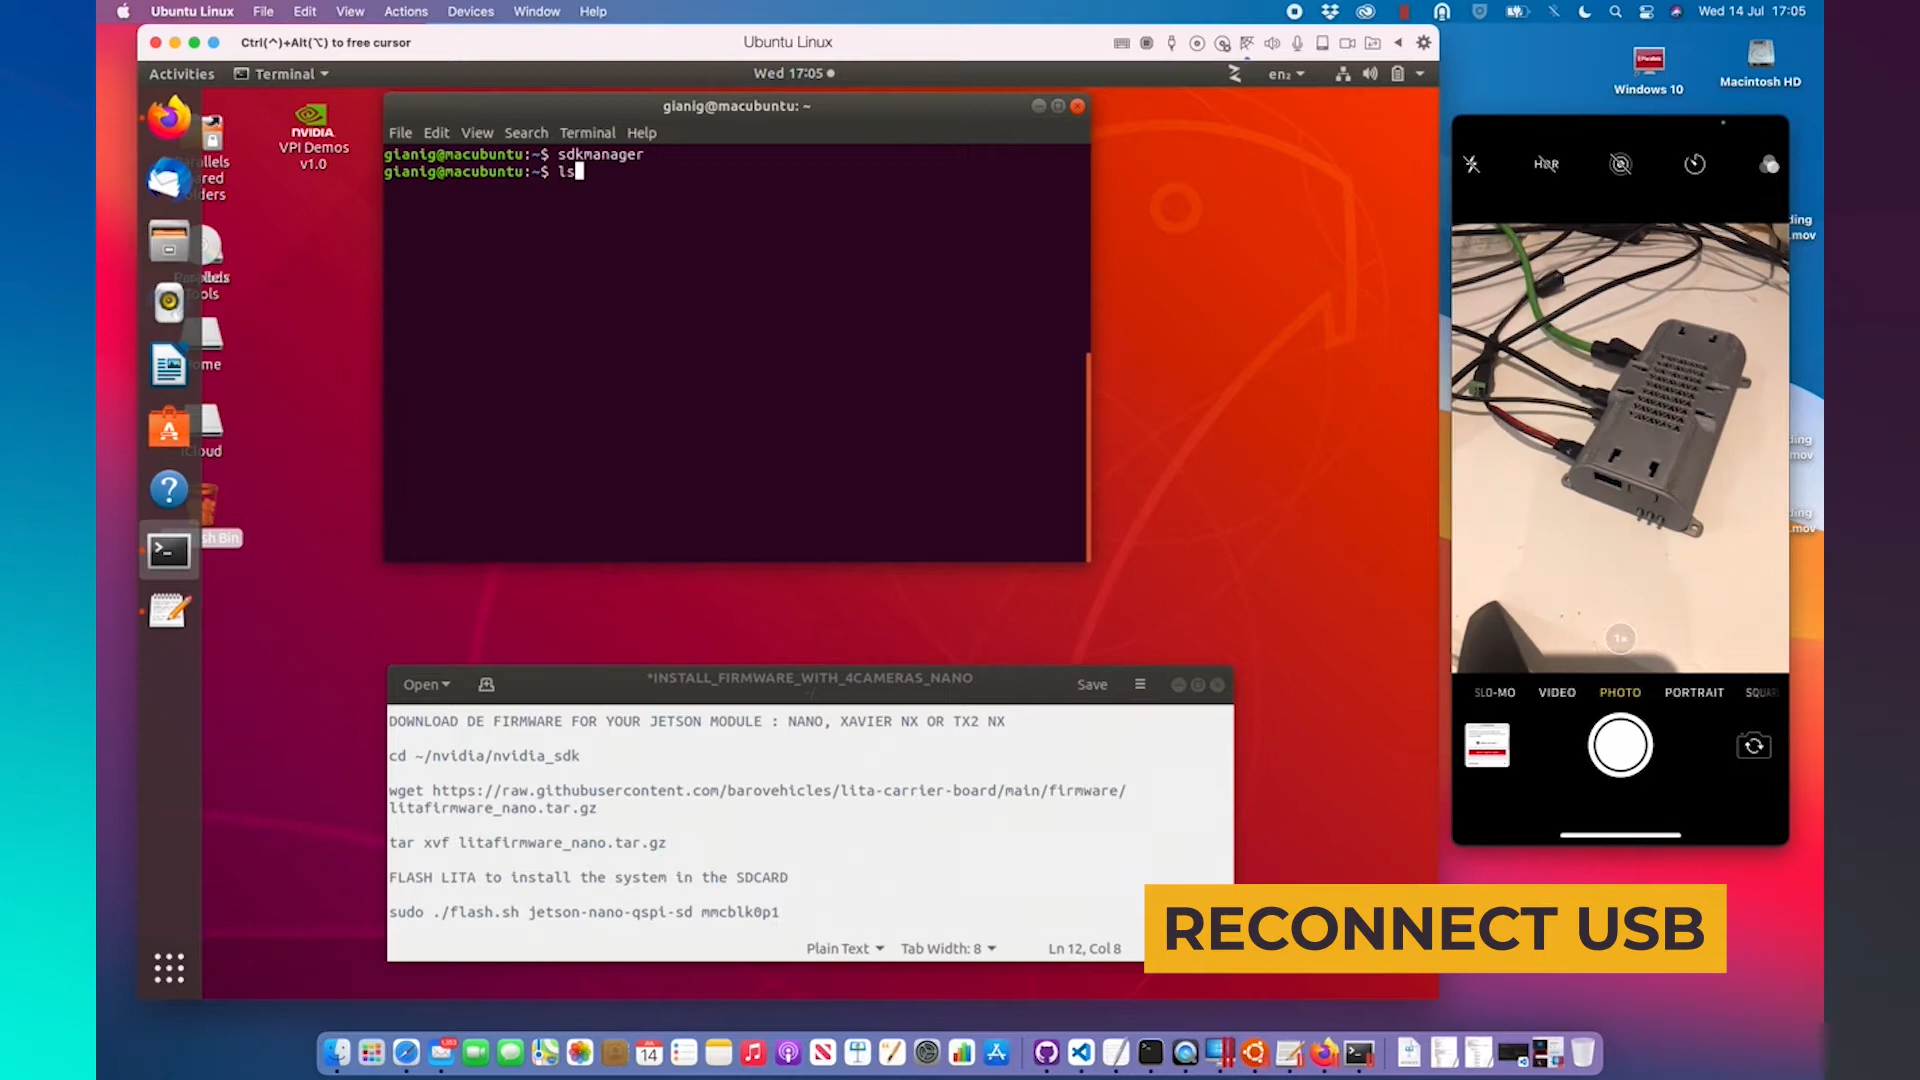 Ubuntu Linux File Edit View Actions Devices Window Help
Wed 14 Jul 17:05
Ctrl(^)+Alt(⌥) to free cursor
Ubuntu Linux
Activities
Terminal
Wed 17:05
en₂
Windows 10
Macintosh HD
NVIDIA.
VPI Demos
v1.0
gianig@macubuntu: ~
File Edit View Search Terminal Help
gianig@macubuntu:~$ sdkmanager
gianig@macubuntu:~$ ls
HDR
1×
SLO-MO VIDEO PHOTO PORTRAIT
Open
*INSTALL_FIRMWARE_WITH_4CAMERAS_NANO
~/
Save
DOWNLOAD DE FIRMWARE FOR YOUR JETSON MODULE : NANO, XAVIER NX OR TX2 NX
cd ~/nvidia/nvidia_sdk
wget https://raw.githubusercontent.com/barovehicles/lita-carrier-board/main/firmware/
litafirmware_nano.tar.gz
tar xvf litafirmware_nano.tar.gz
FLASH LITA to install the system in the SDCARD
sudo ./flash.sh jetson-nano-qspi-sd mmcblk0p1
Plain Text
Tab Width: 8
Ln 12, Col 8
RECONNECT USB